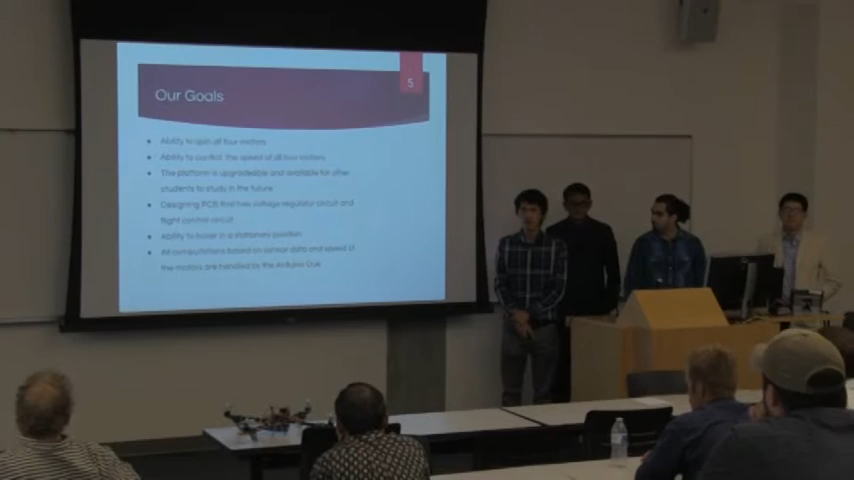 5
Our Goals
Ability to spin all four motors
Ability to control the speed of all four motors
The platform is upgradeable and available for other
students to study in the future
Designing PCB that has voltage regulator circuit and
flight control circuit
Ability to hover in a stationary position
All computations based on sensor data and speed of
the motors are handled by the Arduino Due